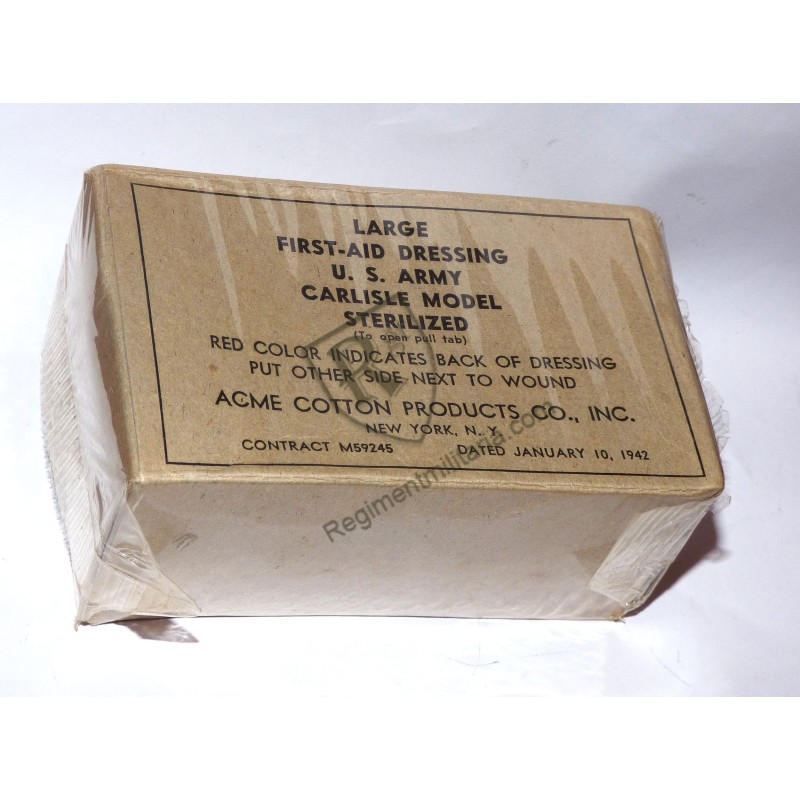 LARGE
FIRST-AID DRESSING
U. S. ARMY
CARLISLE MODEL
STERILIZED
(To open pull tab)
RED COLOR INDICATES BACK OF DRESSING
PUT OTHER SIDE NEXT TO WOUND
ACME COTTON PRODUCTS CO., INC.
NEW YORK, N. Y.
CONTRACT M59245 DATED JANUARY 10, 1942
Regimentmilitaria.com